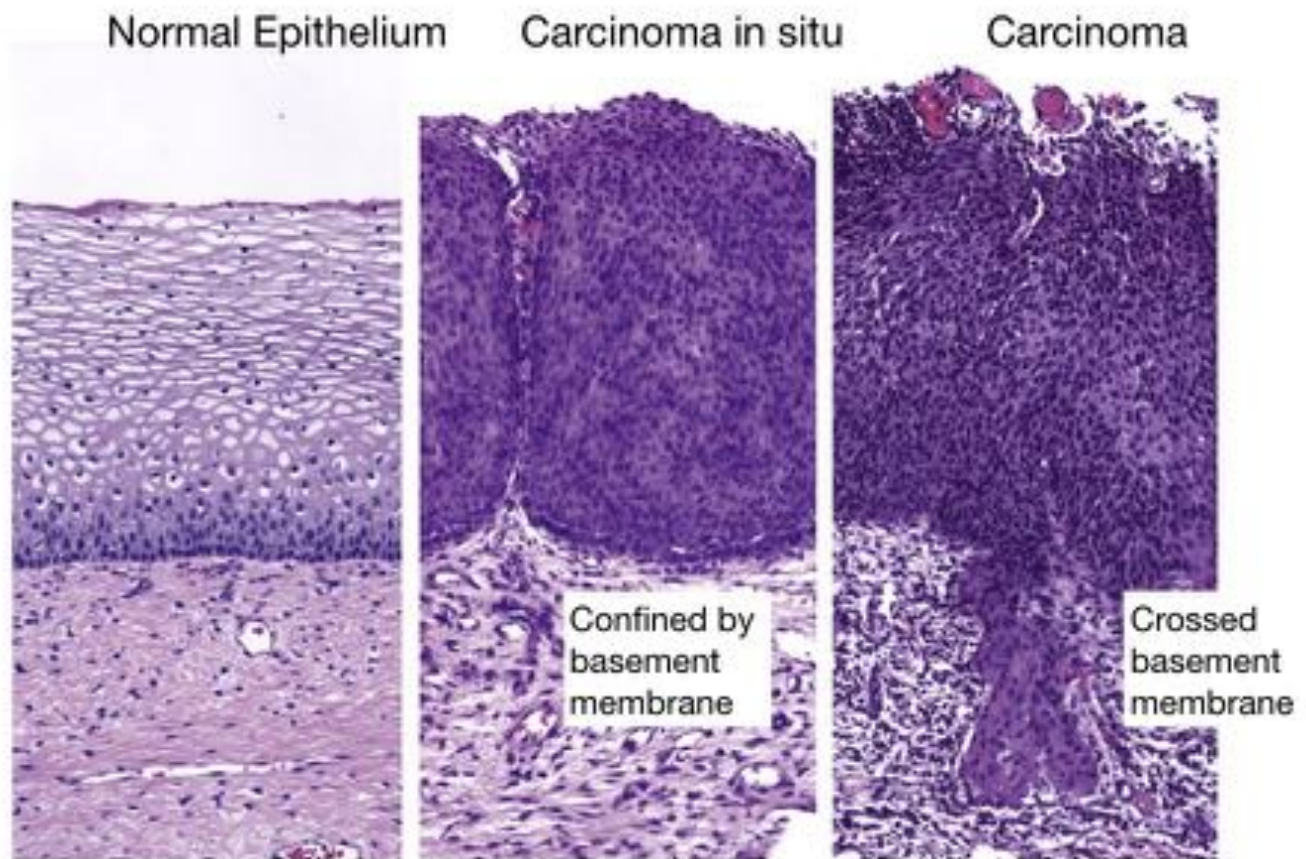 Normal Epithelium
Carcinoma in situ
Carcinoma
Confined by
basement
membrane
Crossed
basement
membrane